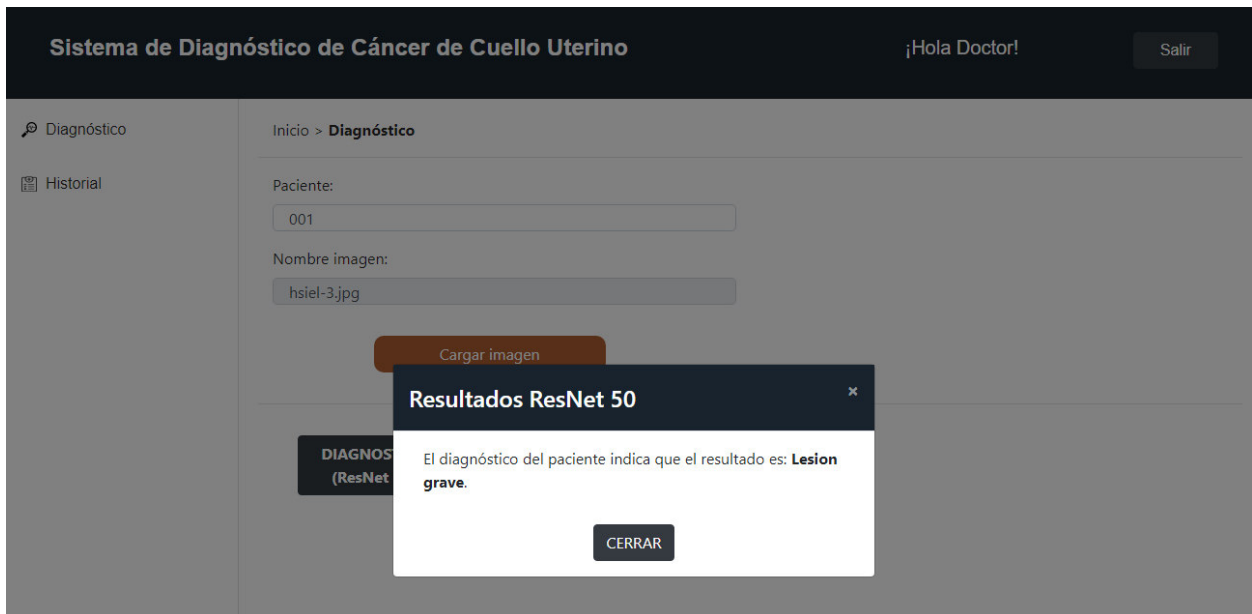 Sistema de Diagnóstico de Cáncer de Cuello Uterino
¡Hola Doctor!
Salir
Diagnóstico
Historial
Inicio > Diagnóstico
Paciente:
001
Nombre imagen:
hsiel-3.jpg
Cargar imagen
Resultados ResNet 50
×
El diagnóstico del paciente indica que el resultado es: Lesion
grave.
CERRAR
DIAGNOS
(ResNet